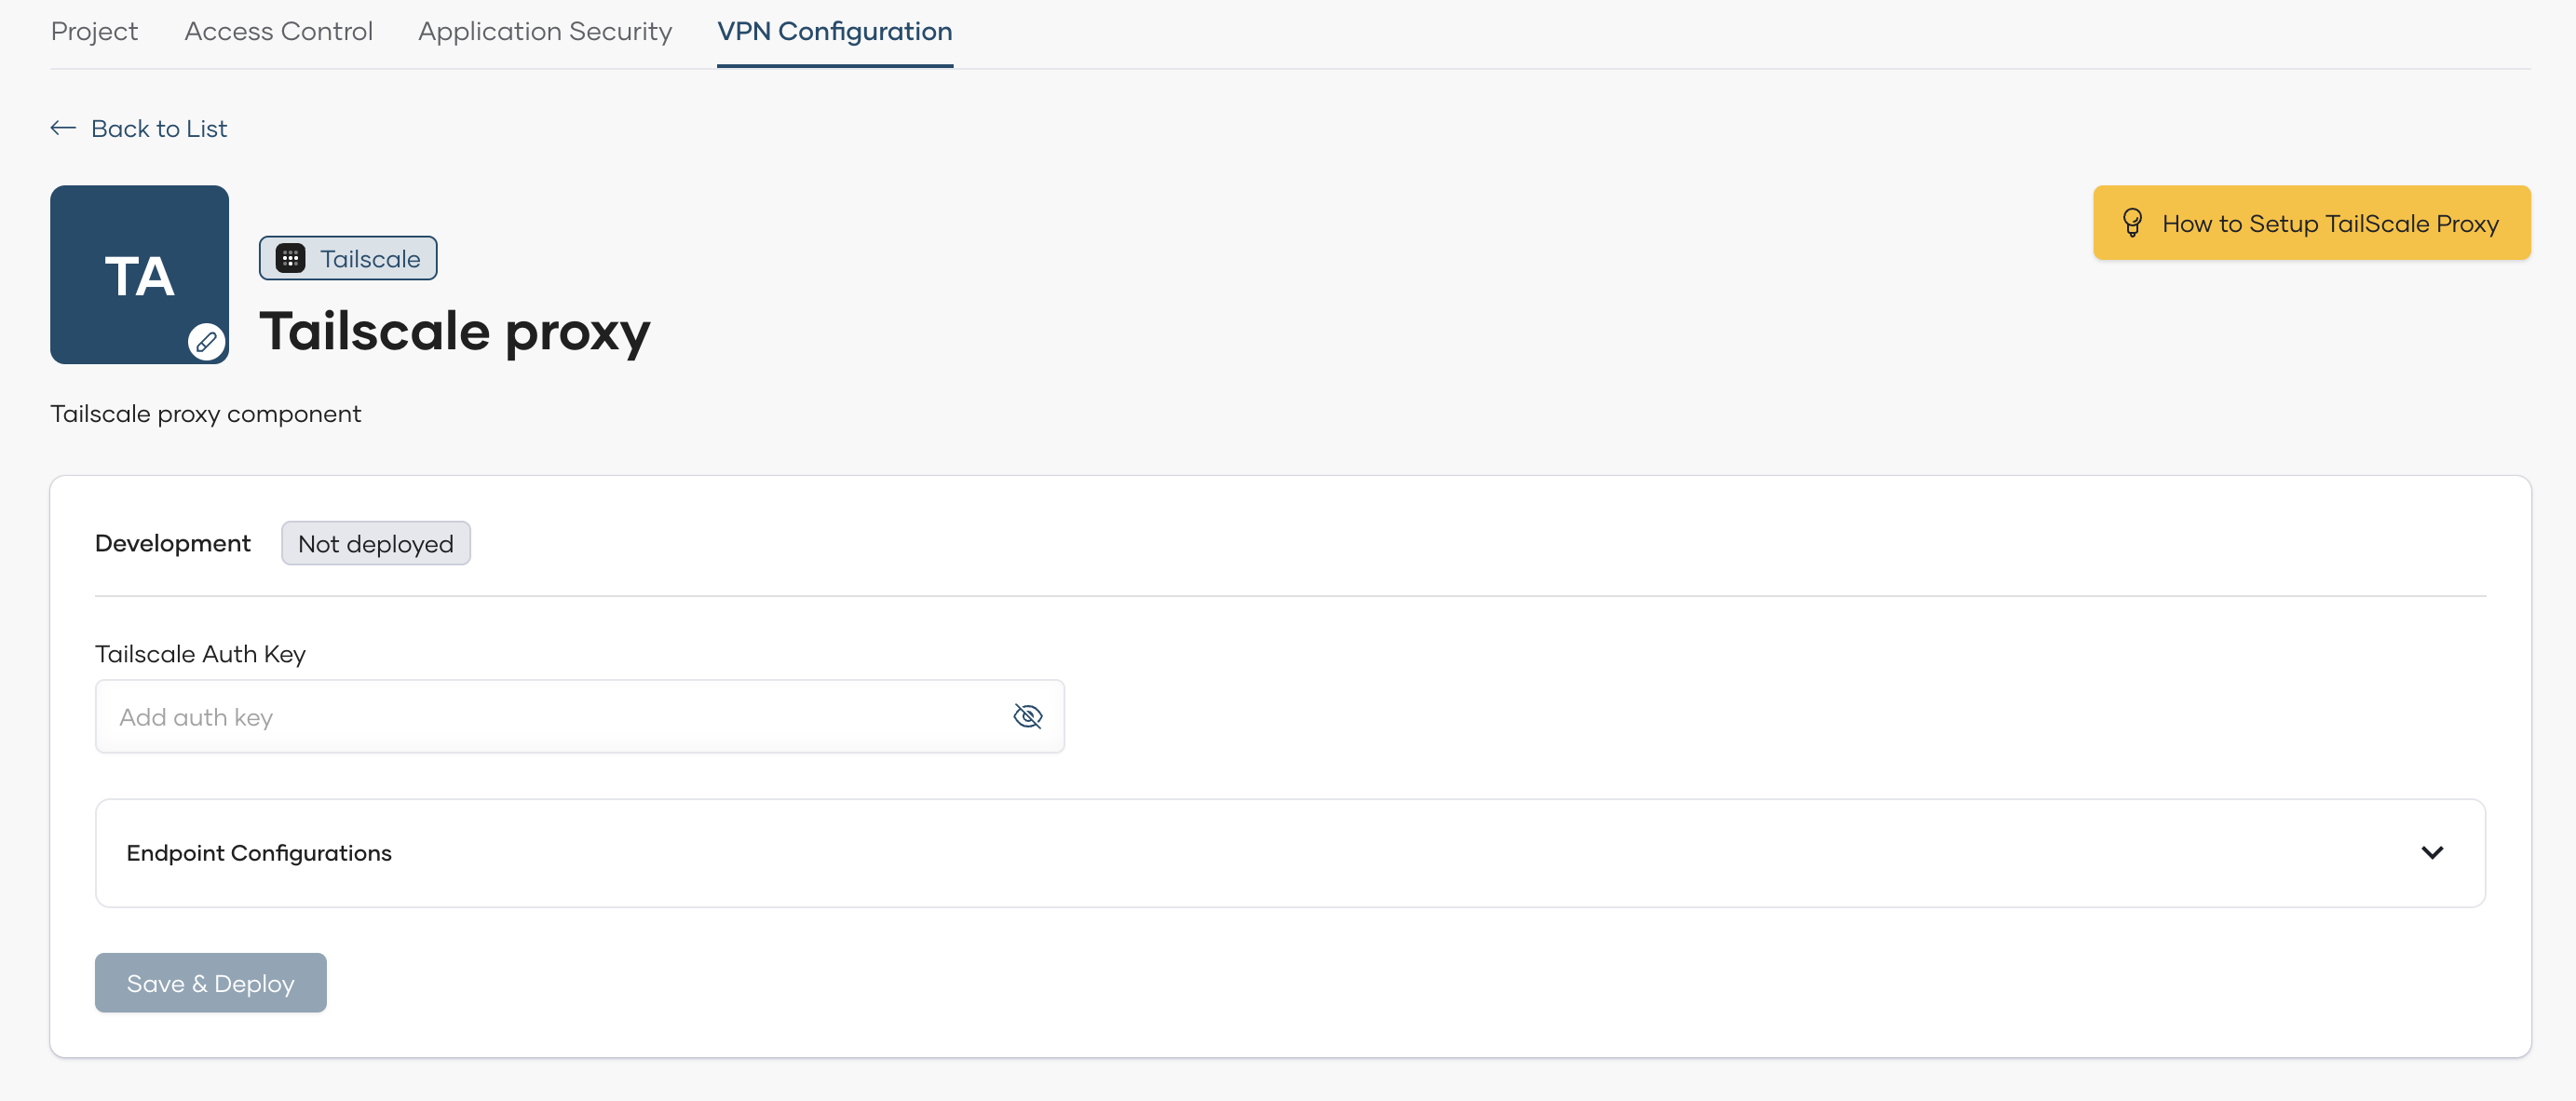 Project Access Control Application Security VPN Configuration
Back to List
TA
Tailscale
Tailscale proxy
How to Setup TailScale Proxy
Tailscale proxy component
Development Not deployed
Tailscale Auth Key
Add auth key
Endpoint Configurations
Save & Deploy